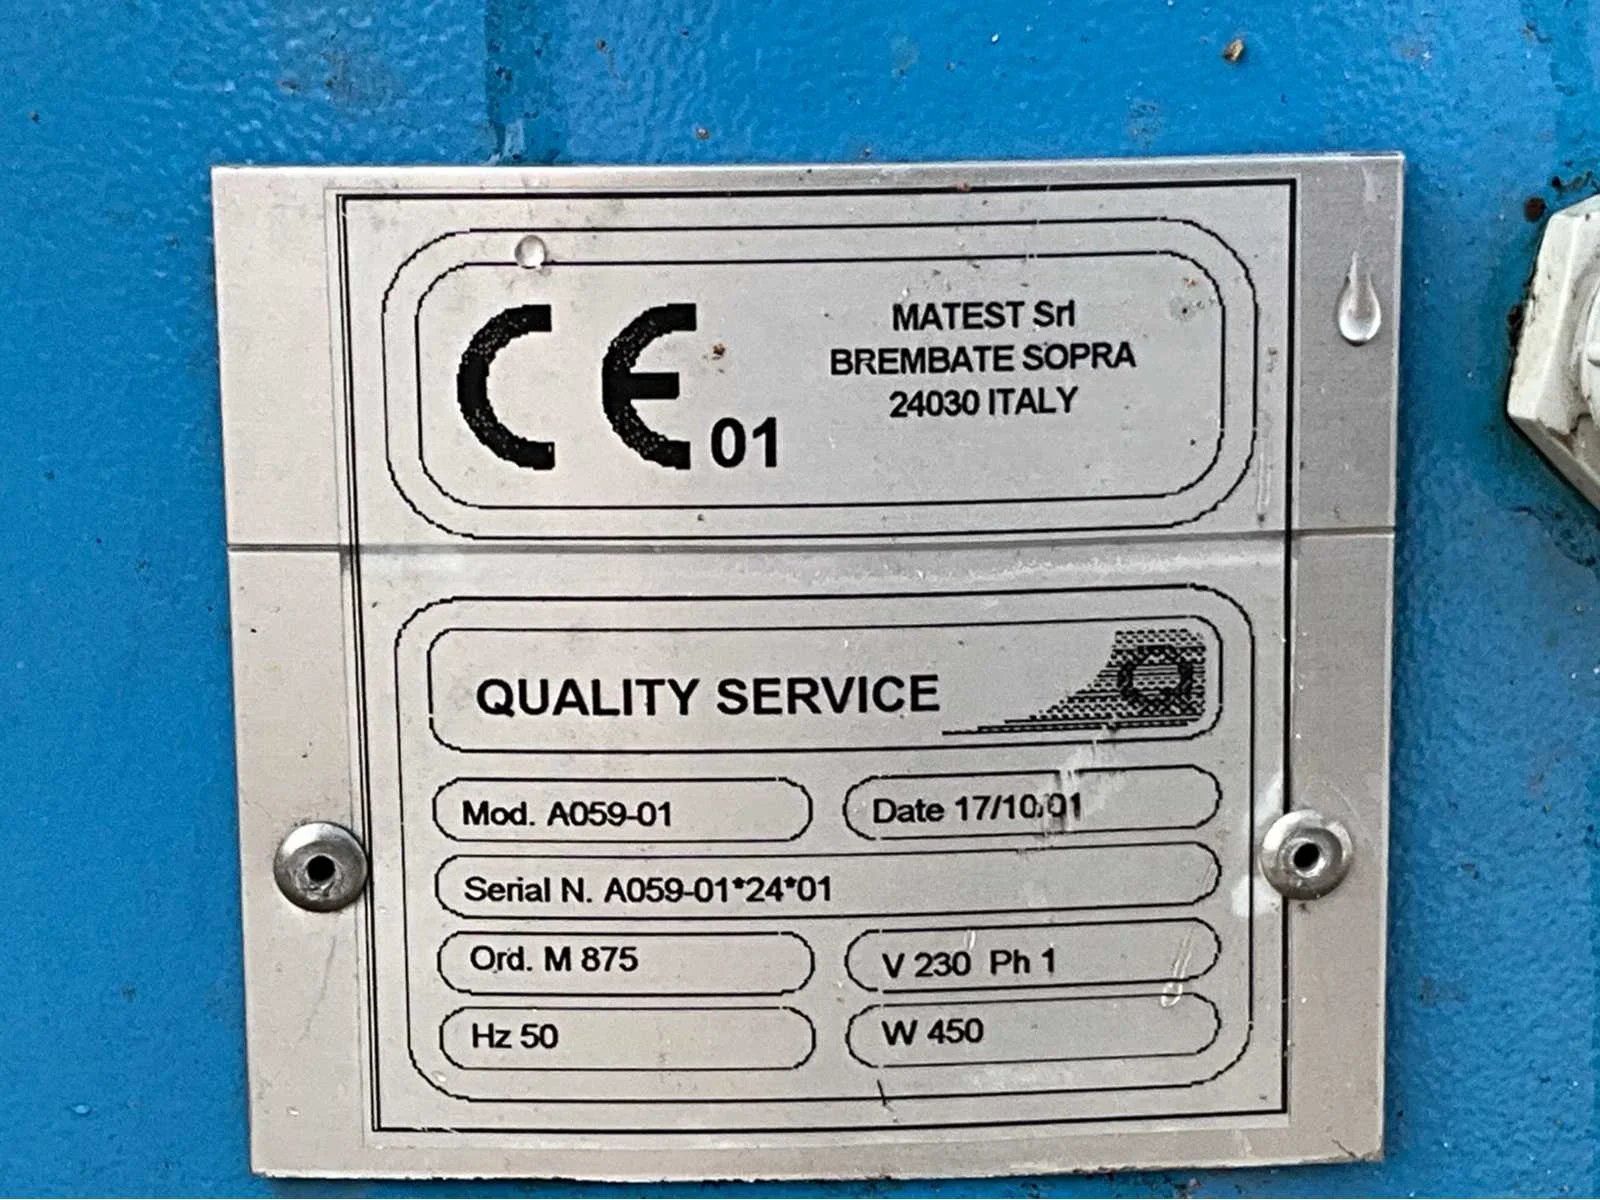 CE 01
MATEST Srl
BREMBATE SOPRA
24030 ITALY
QUALITY SERVICE Q
Mod. A059-01
Date 17/10/01
Serial N. A059-01*24*01
Ord. M 875
V 230 Ph 1
Hz 50
W 450